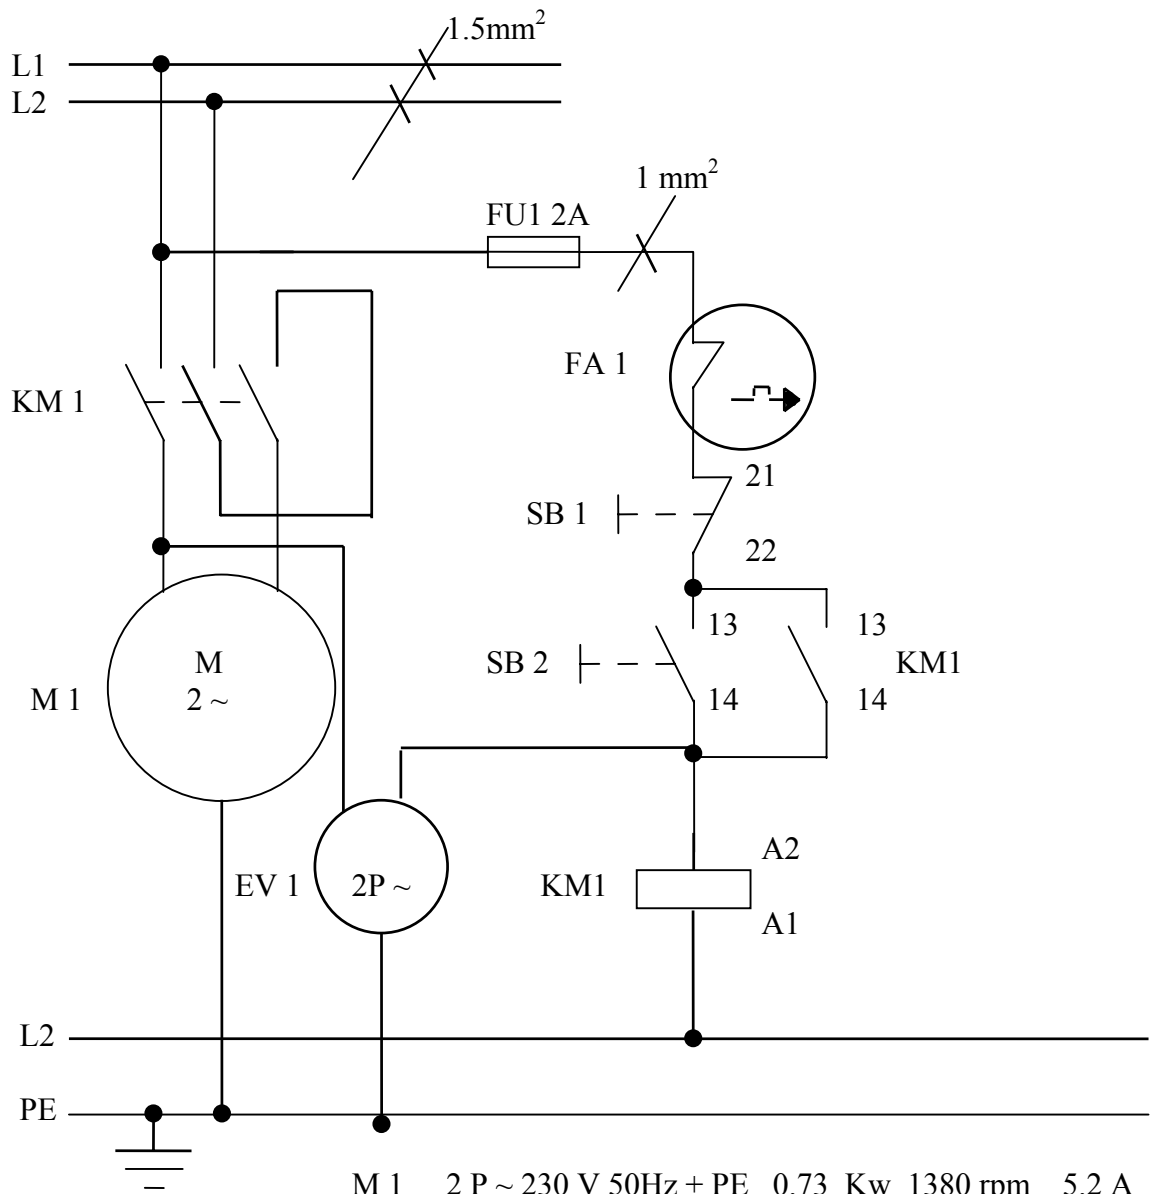 1.5mm²
L1
L2
1 mm²
FU1 2A
FA 1
KM 1
21
SB 1
22
13
13
M
SB 2
KM1
M 1
2 ~
14
14
A2
EV 1
2P ~
KM1
A1
L2
PE
M 1 2 P ~ 230 V 50Hz + PE 0.73 Kw 1380 rpm 5.2 A